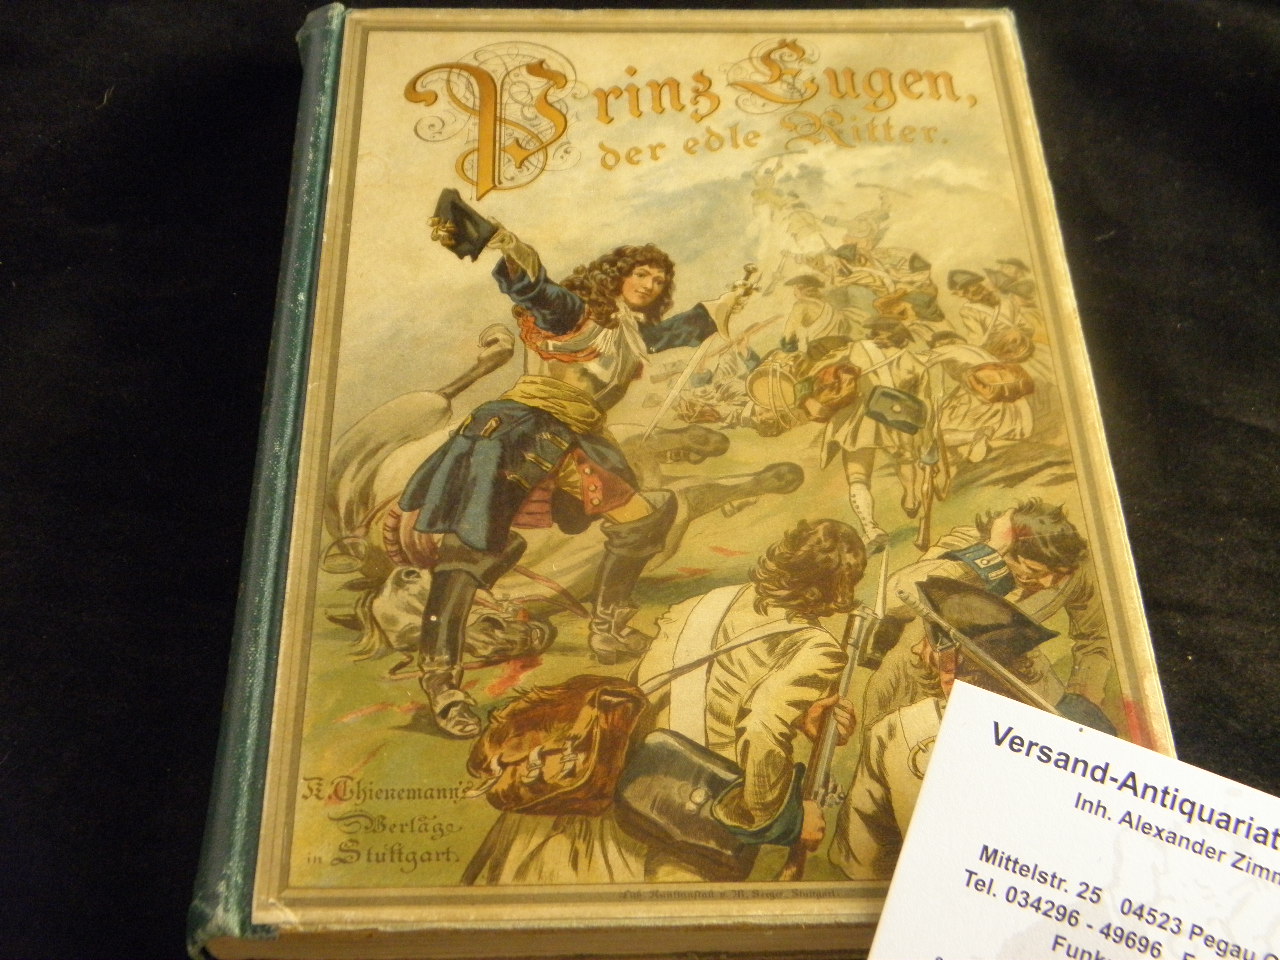 Prinz Eugen,
der edle Ritter.
K. Thienemann's
Verlag
in Stuttgart.
Versand-Antiquariat
Inh. Alexander
Mittelstr. 25 04523 Pegau
Tel. 034296 - 49696